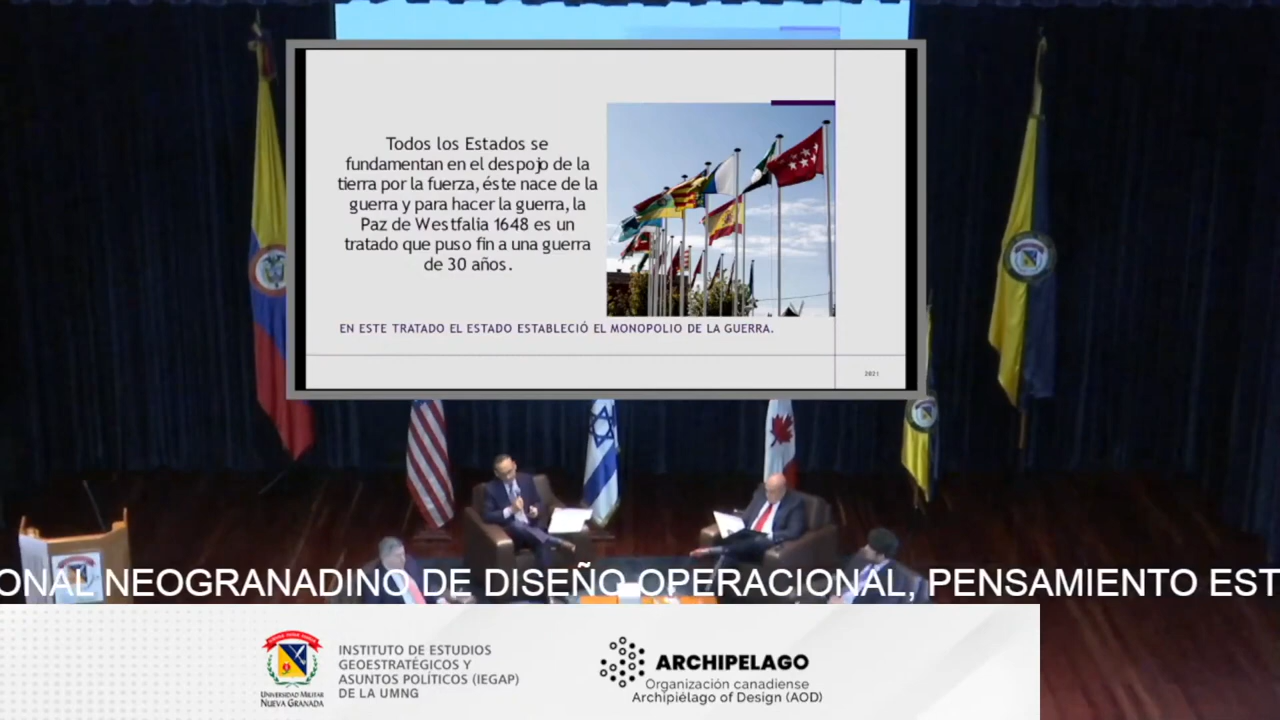 Todos los Estados se
fundamentan en el despojo de la
tierra por la fuerza, éste nace de la
guerra y para hacer la guerra, la
Paz de Westfalia 1648 es un
tratado que puso fin a una guerra
de 30 años.
EN ESTE TRATADO EL ESTADO ESTABLECIÓ EL MONOPOLIO DE LA GUERRA.
2021
ONAL NEOGRANADINO DE DISEÑO OPERACIONAL, PENSAMIENTO EST
UNIVERSIDAD MILITAR
NUEVA GRANADA
INSTITUTO DE ESTUDIOS
GEOESTRATÉGICOS Y
ASUNTOS POLÍTICOS (IEGAP)
DE LA UMNG
ARCHIPELAGO
Organización canadiense
Archipiélago of Design (AOD)